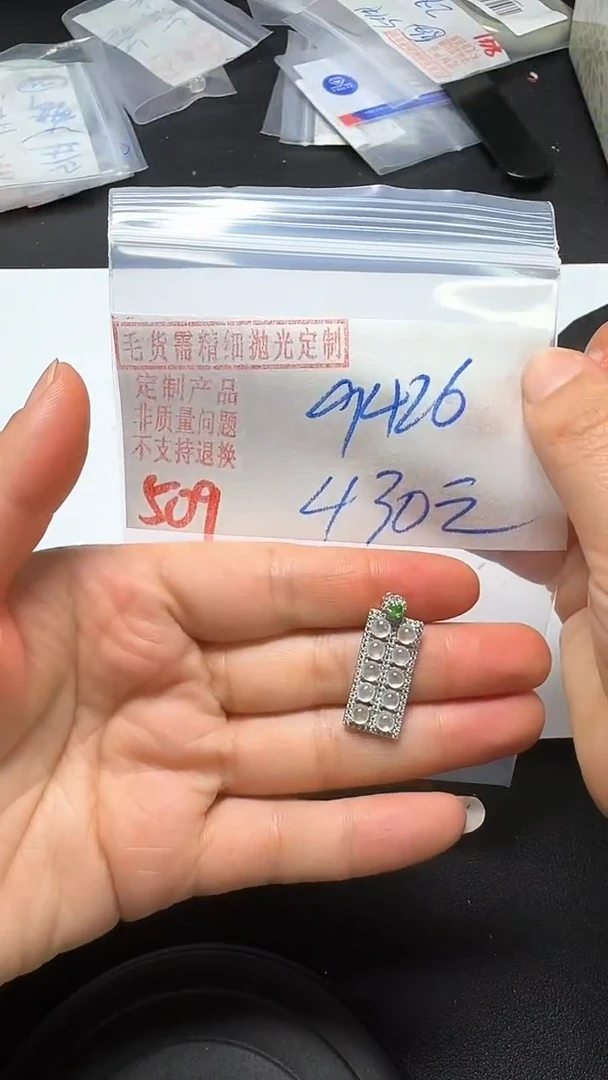 毛货需精细抛光定制
定制产品
非质量问题
不支持退换
9426
430元
509